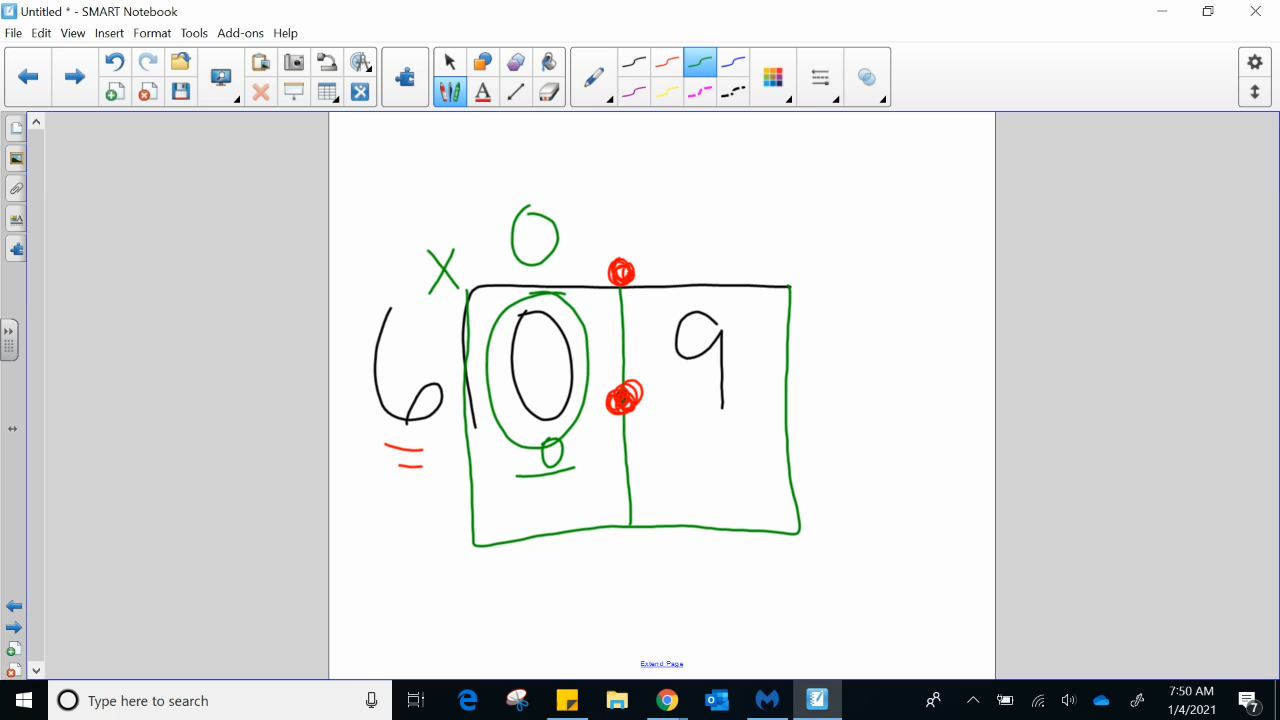 Untitled * - SMART Notebook
File Edit View Insert Format Tools Add-ons Help
0
X
6 0 . 9
=
0
Extend Page
Type here to search
7:50 AM
1/4/2021
7